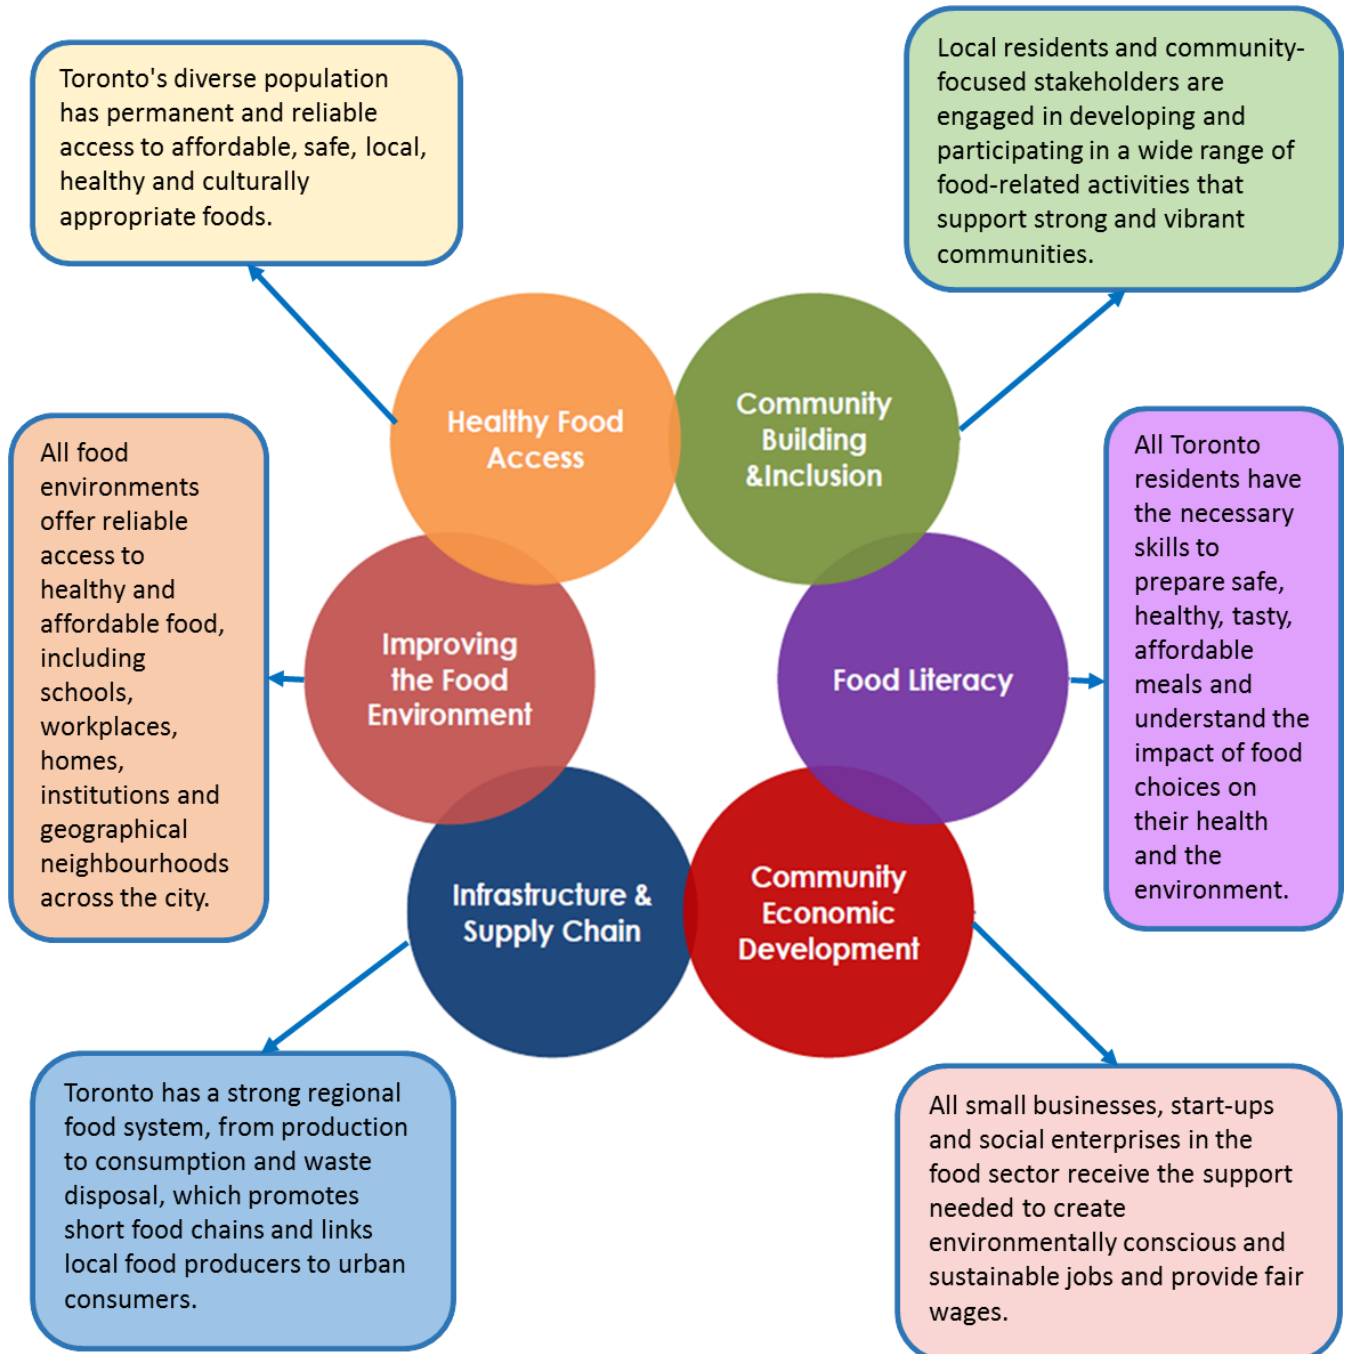 Toronto's diverse population
has permanent and reliable
access to affordable, safe, local,
healthy and culturally
appropriate foods.
Local residents and community-
focused stakeholders are
engaged in developing and
participating in a wide range of
food-related activities that
support strong and vibrant
communities.
Healthy Food
Access
Community
Building
&Inclusion
All food
environments
offer reliable
access to
healthy and
affordable food,
including
schools,
workplaces,
homes,
institutions and
geographical
neighbourhoods
across the city.
Improving
the Food
Environment
Food Literacy
All Toronto
residents have
the necessary
skills to
prepare safe,
healthy, tasty,
affordable
meals and
understand the
impact of food
choices on
their health
and the
environment.
Infrastructure &
Supply Chain
Community
Economic
Development
Toronto has a strong regional
food system, from production
to consumption and waste
disposal, which promotes
short food chains and links
local food producers to urban
consumers.
All small businesses, start-ups
and social enterprises in the
food sector receive the support
needed to create
environmentally conscious and
sustainable jobs and provide fair
wages.